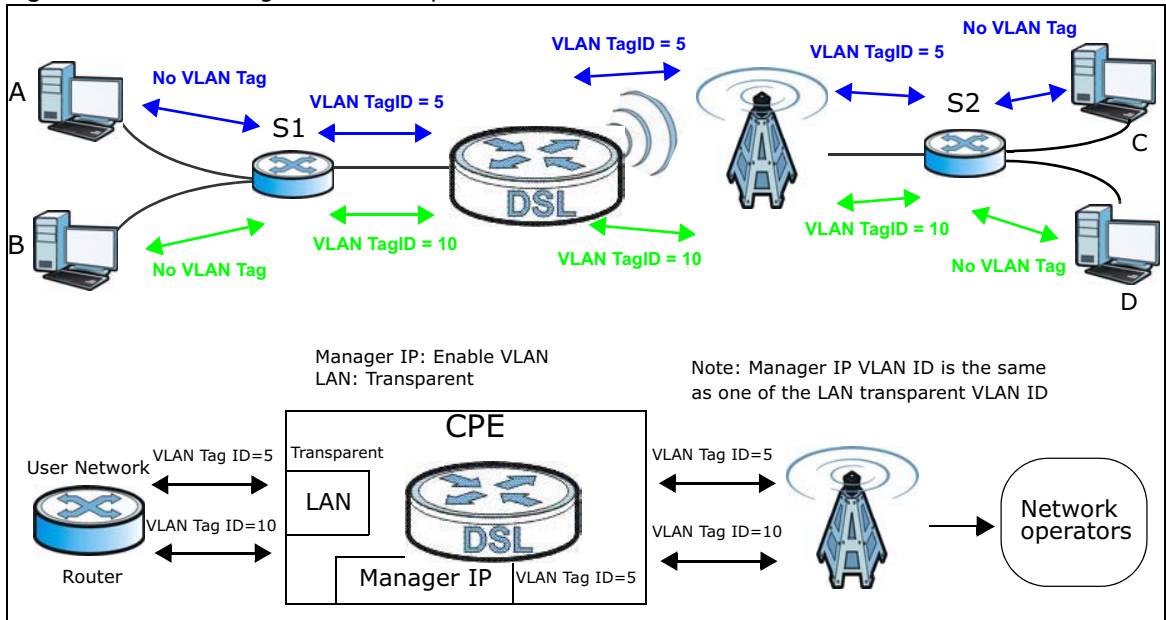 VLAN TagID = 5
No VLAN Tag
VLAN TagID = 5
A
No VLAN Tag
VLAN TagID = 5
S1
S2
C
DSL
B
VLAN TagID = 10
VLAN TagID = 10
VLAN TagID = 10
No VLAN Tag
No VLAN Tag
D
Manager IP: Enable VLAN
LAN: Transparent
Note: Manager IP VLAN ID is the same
as one of the LAN transparent VLAN ID
CPE
User Network
VLAN Tag ID=5
Transparent
VLAN Tag ID=5
LAN
Network
operators
VLAN Tag ID=10
VLAN Tag ID=10
DSL
Router
Manager IP
VLAN Tag ID=5